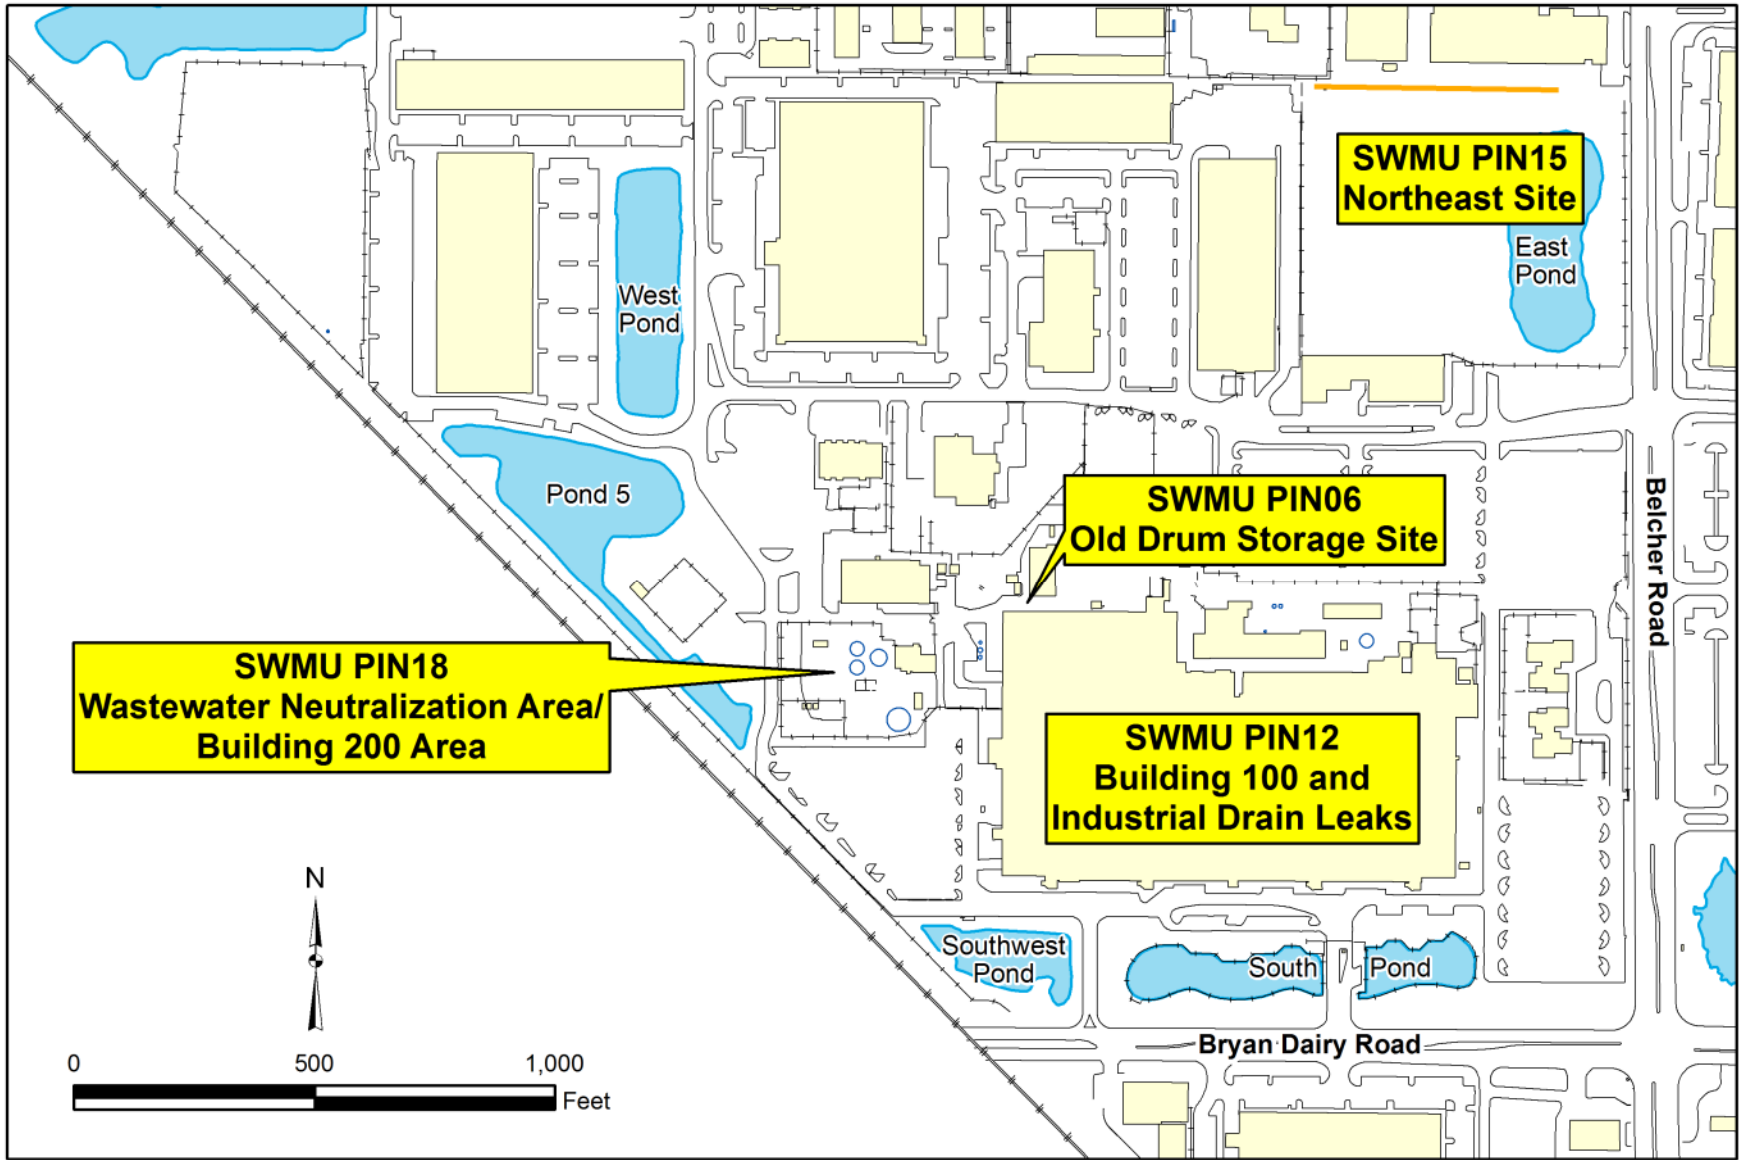 SWMU PIN15
Northeast Site
East
Pond
West
Pond
Pond 5
SWMU PIN06
Old Drum Storage Site
Belcher Road
SWMU PIN18
Wastewater Neutralization Area/
Building 200 Area
SWMU PIN12
Building 100 and
Industrial Drain Leaks
N
Southwest
Pond
South Pond
Bryan Dairy Road
0 500 1,000
Feet